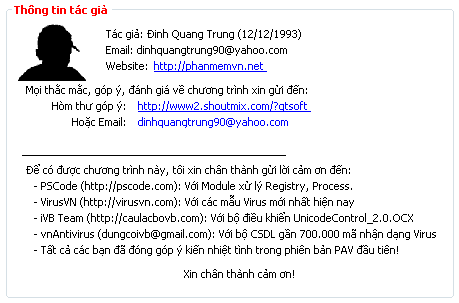 Thông tin tác giả
Tác giả: Đinh Quang Trung (12/12/1993)
Email: dinhquangtrung90@yahoo.com
Website: http://phanmemvn.net
Mọi thắc mắc, góp ý, đánh giá về chương trình xin gửi đến:
Hòm thư góp ý: http://www2.shoutmix.com/?qtsoft
Hoặc Email: dinhquangtrung90@yahoo.com
Để có được chương trình này, tôi xin chân thành gửi lời cảm ơn đến:
- PSCode (http://pscode.com): Với Module xử lý Registry, Process.
- VirusVN (http://virusvn.com): Với các mẫu Virus mới nhất hiện nay
- iVB Team (http://caulacbovb.com): Với bộ điều khiển UnicodeControl_2.0.OCX
- vnAntivirus (dungcoivb@gmail.com): Với bộ CSDL gần 700.000 mã nhận dạng Virus
- Tất cả các bạn đã đóng góp ý kiến nhiệt tình trong phiên bản PAV đầu tiên!
Xin chân thành cảm ơn!